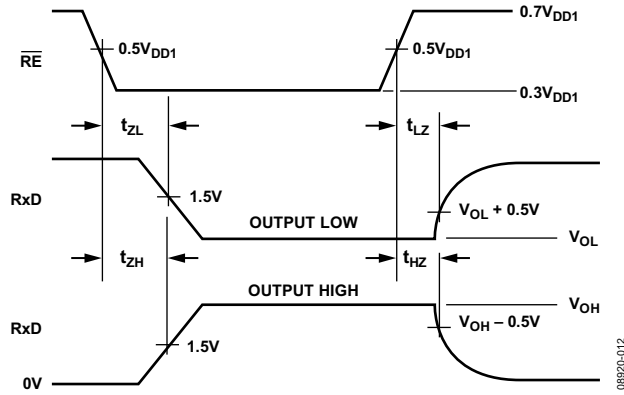 0.7VDD1
RE
0.5VDD1
0.5VDD1
0.3VDD1
tZL
tLZ
RxD
1.5V
VOL + 0.5V
OUTPUT LOW
VOL
tZH
tHZ
OUTPUT HIGH
VOH
RxD
VOH – 0.5V
1.5V
0V
08920-012